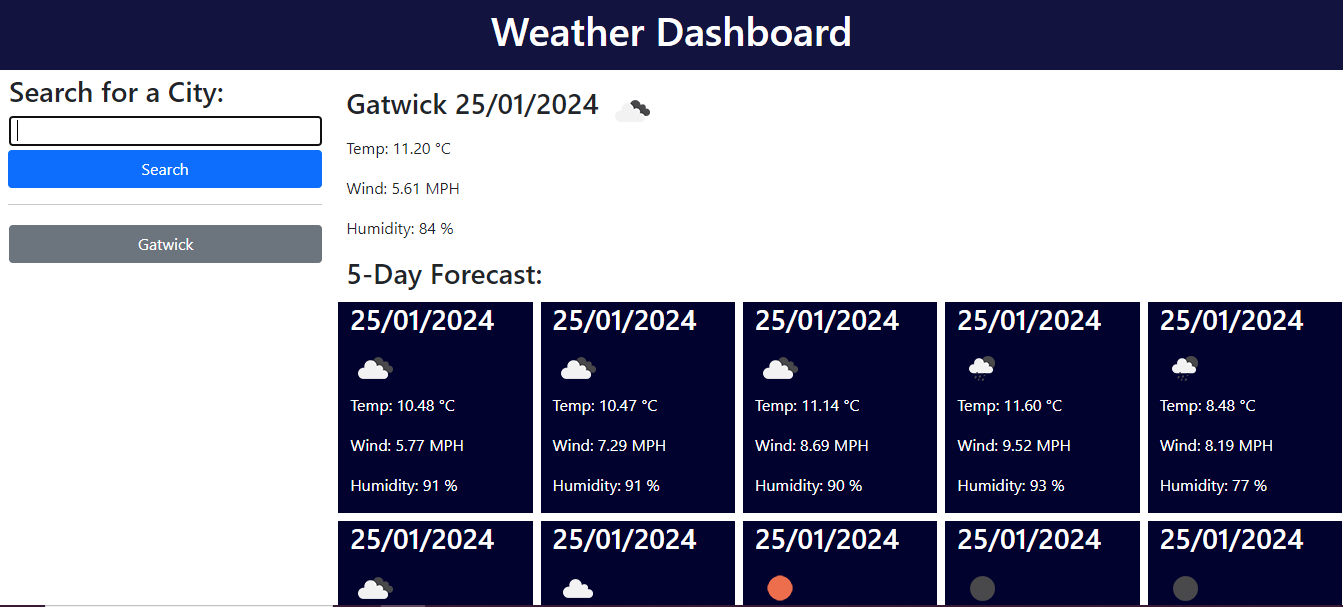 Weather Dashboard
Search for a City:
Search
Gatwick
Gatwick 25/01/2024
Temp: 11.20 °C
Wind: 5.61 MPH
Humidity: 84 %
5-Day Forecast:
25/01/2024
Temp: 10.48 °C
Wind: 5.77 MPH
Humidity: 91 %
25/01/2024
Temp: 10.47 °C
Wind: 7.29 MPH
Humidity: 91 %
25/01/2024
Temp: 11.14 °C
Wind: 8.69 MPH
Humidity: 90 %
25/01/2024
Temp: 11.60 °C
Wind: 9.52 MPH
Humidity: 93 %
25/01/2024
Temp: 8.48 °C
Wind: 8.19 MPH
Humidity: 77 %
25/01/2024
25/01/2024
25/01/2024
25/01/2024
25/01/2024